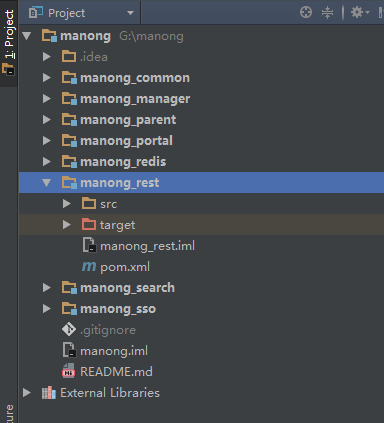 1: Project
Project
manong G:\manong
.idea
manong_common
manong_manager
manong_parent
manong_portal
manong_redis
manong_rest
src
target
manong_rest.iml
m pom.xml
manong_search
manong_sso
.gitignore
manong.iml
README.md
External Libraries